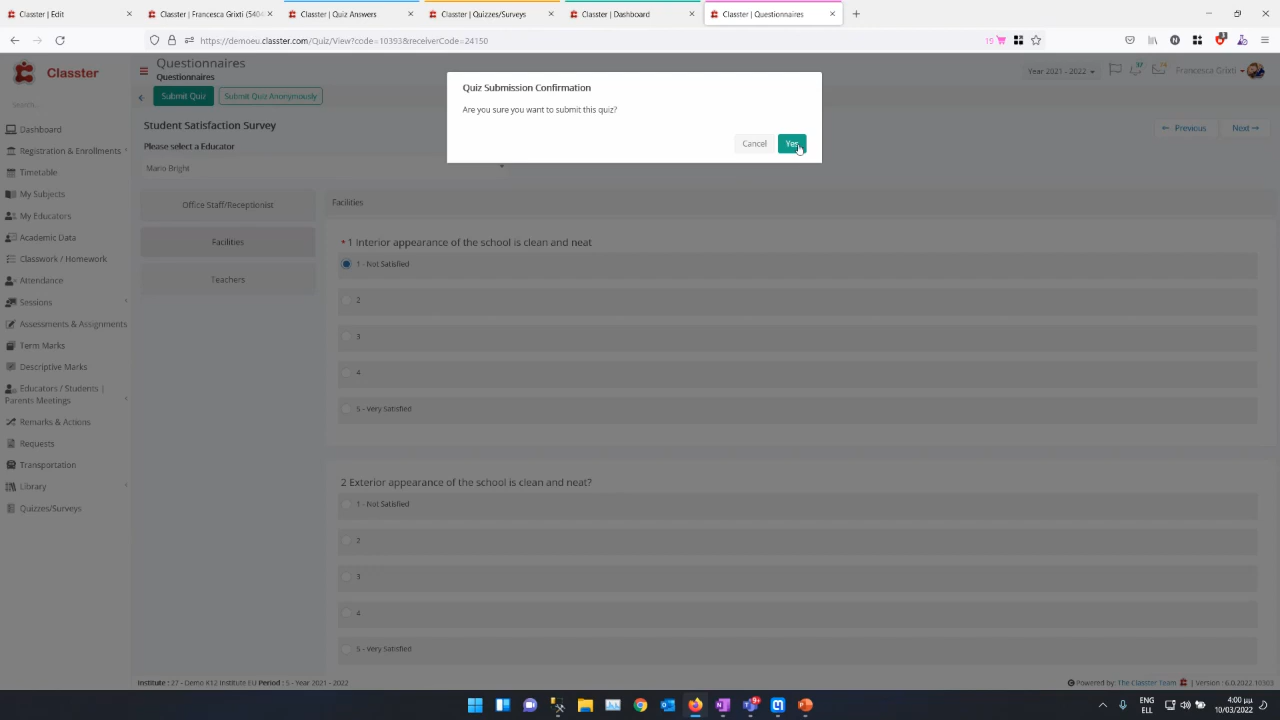 Classter | Edit
Classter | Francesca Grixti (5404
Classter | Quiz Answers
Classter | Quizzes/Surveys
Classter | Dashboard
Classter | Questionnaires
https://demoeu.classter.com/Quiz/View?code=10393&receiverCode=24150
19
Classter
Questionnaires
Questionnaires
Year 2021 - 2022
Francesca Grixti
Search...
Submit Quiz
Submit Quiz Anonymously
Quiz Submission Confirmation
Are you sure you want to submit this quiz?
Cancel
Yes
Student Satisfaction Survey
← Previous
Next →
Please select a Educator
Mario Bright
Dashboard
Registration & Enrollments
Timetable
My Subjects
My Educators
Academic Data
Classwork / Homework
Attendance
Sessions
Assessments & Assignments
Term Marks
Descriptive Marks
Educators / Students |
Parents Meetings
Remarks & Actions
Requests
Transportation
Library
Quizzes/Surveys
Office Staff/Receptionist
Facilities
Teachers
Facilities
* 1 Interior appearance of the school is clean and neat
1 - Not Satisfied
2
3
4
5 - Very Satisfied
2 Exterior appearance of the school is clean and neat?
1 - Not Satisfied
2
3
4
5 - Very Satisfied
Institute : 27 - Demo K12 Institute EU Period : 5 - Year 2021 - 2022
Powered by: The Classter Team | Version : 6.0.2022.10303
ENG
ΕΛΛ
4:00 μμ
10/03/2022